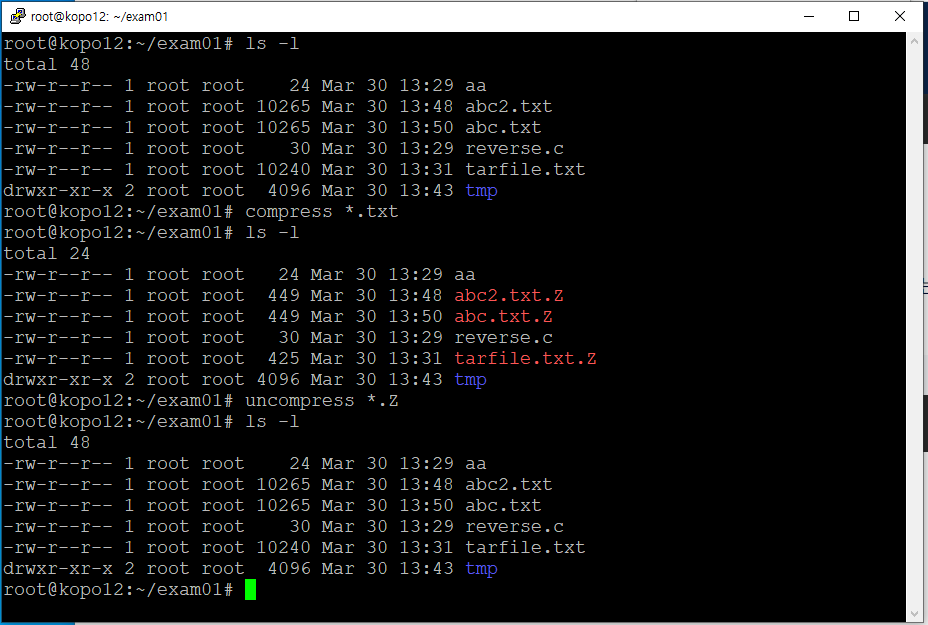 root@kopo12: ~/exam01
root@kopo12:~/exam01# ls -l
total 48
-rw-r--r-- 1 root root    24 Mar 30 13:29 aa
-rw-r--r-- 1 root root 10265 Mar 30 13:48 abc2.txt
-rw-r--r-- 1 root root 10265 Mar 30 13:50 abc.txt
-rw-r--r-- 1 root root    30 Mar 30 13:29 reverse.c
-rw-r--r-- 1 root root 10240 Mar 30 13:31 tarfile.txt
drwxr-xr-x 2 root root  4096 Mar 30 13:43 tmp
root@kopo12:~/exam01# compress *.txt
root@kopo12:~/exam01# ls -l
total 24
-rw-r--r-- 1 root root   24 Mar 30 13:29 aa
-rw-r--r-- 1 root root  449 Mar 30 13:48 abc2.txt.Z
-rw-r--r-- 1 root root  449 Mar 30 13:50 abc.txt.Z
-rw-r--r-- 1 root root   30 Mar 30 13:29 reverse.c
-rw-r--r-- 1 root root  425 Mar 30 13:31 tarfile.txt.Z
drwxr-xr-x 2 root root 4096 Mar 30 13:43 tmp
root@kopo12:~/exam01# uncompress *.Z
root@kopo12:~/exam01# ls -l
total 48
-rw-r--r-- 1 root root    24 Mar 30 13:29 aa
-rw-r--r-- 1 root root 10265 Mar 30 13:48 abc2.txt
-rw-r--r-- 1 root root 10265 Mar 30 13:50 abc.txt
-rw-r--r-- 1 root root    30 Mar 30 13:29 reverse.c
-rw-r--r-- 1 root root 10240 Mar 30 13:31 tarfile.txt
drwxr-xr-x 2 root root  4096 Mar 30 13:43 tmp
root@kopo12:~/exam01#